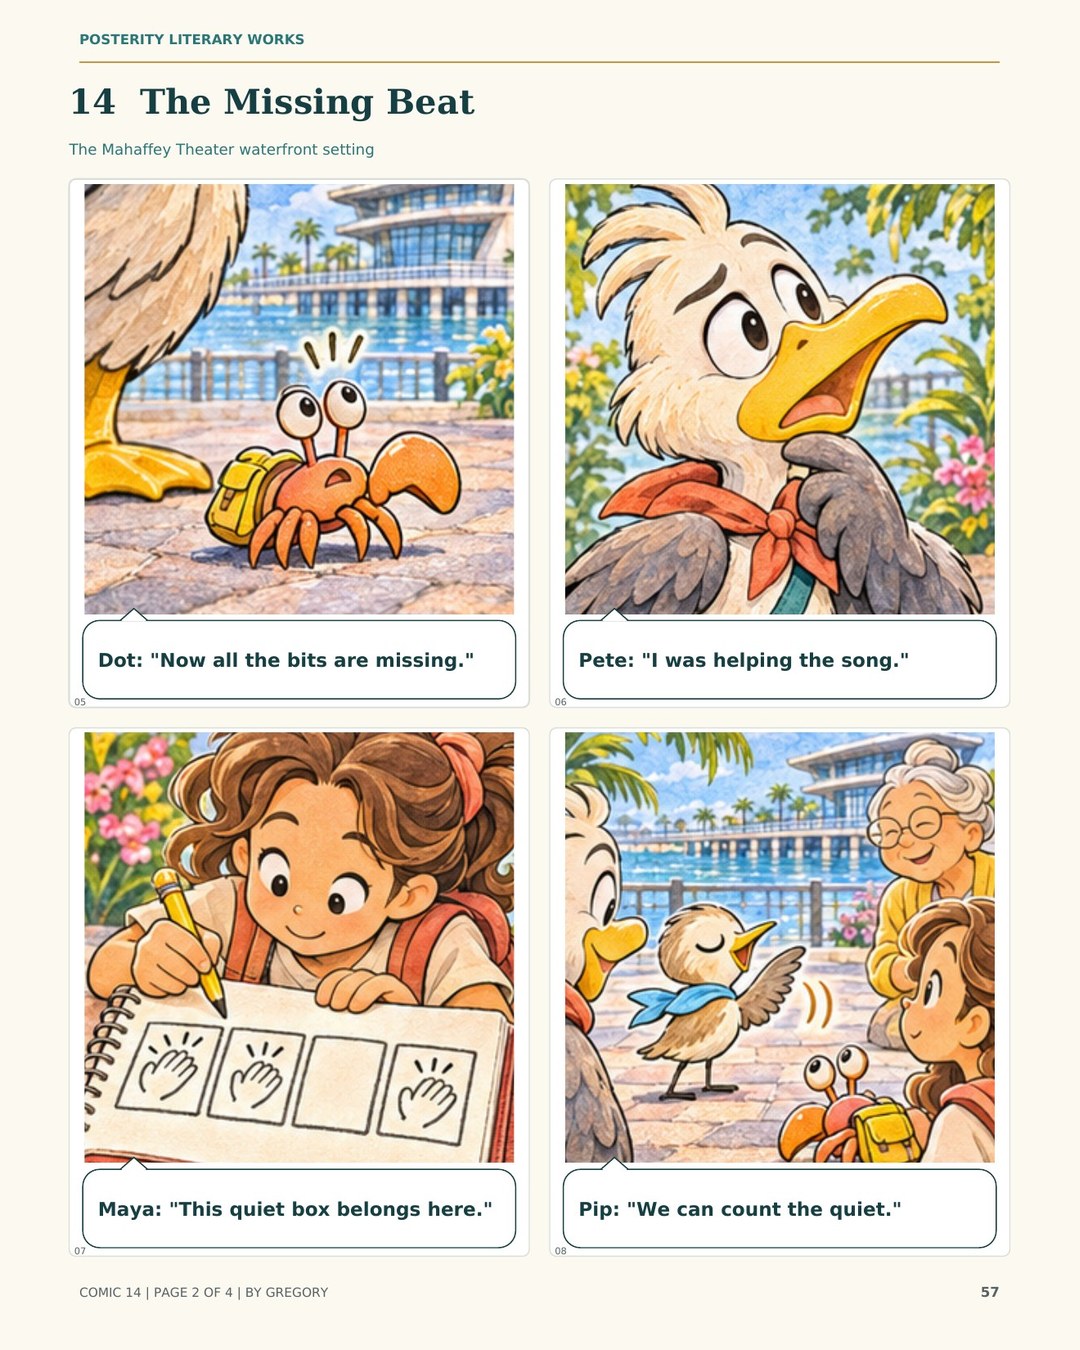 POSTERITY LITERARY WORKS
14 The Missing Beat
The Mahaffey Theater waterfront setting
Dot: "Now all the bits are missing."
05
Pete: "I was helping the song."
06
Maya: "This quiet box belongs here."
07
Pip: "We can count the quiet."
08
COMIC 14 | PAGE 2 OF 4 | BY GREGORY
57